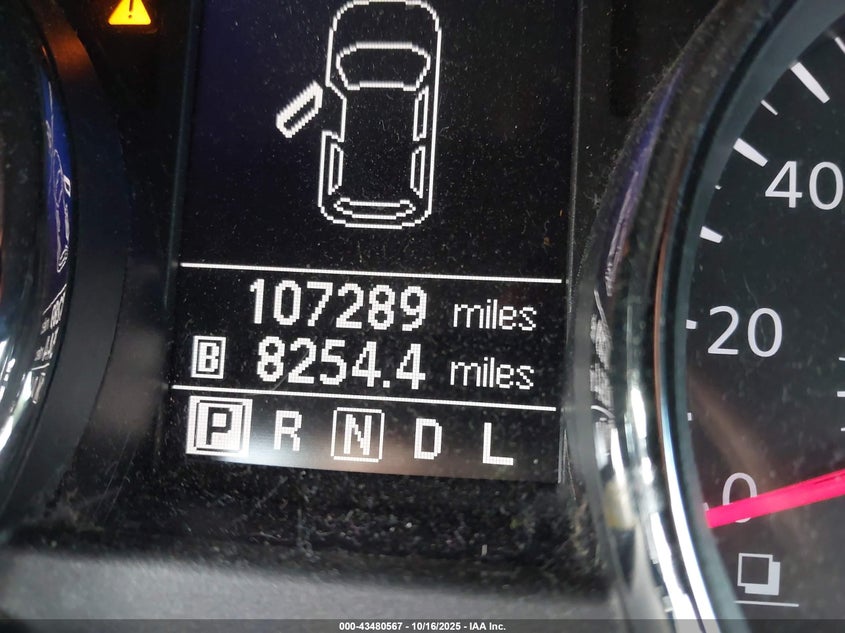 107289 miles
B 8254.4 miles
P R N D L
40
20
0
000-43480567 - 10/16/2025 - IAA Inc.